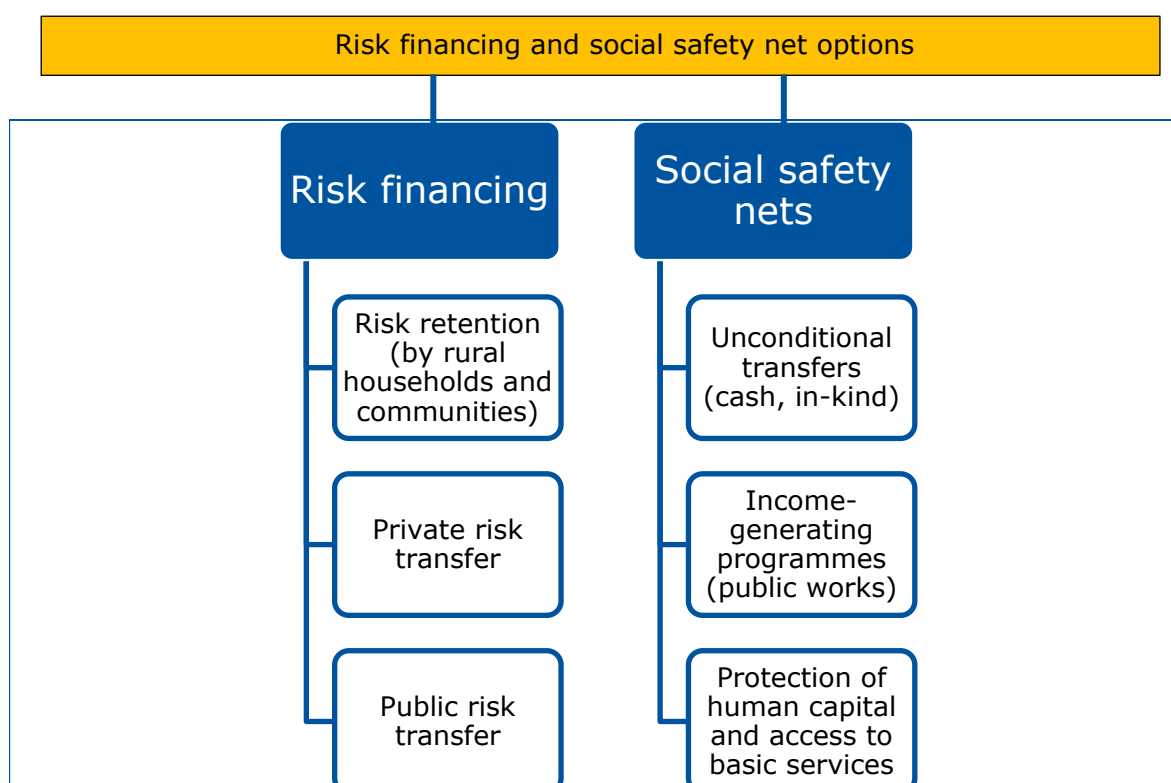 Risk financing and social safety net options
Risk financing
Risk retention
(by rural
households and
communities)
Private risk
transfer
Public risk
transfer
Social safety
nets
Unconditional
transfers
(cash, in-kind)
Income-
generating
programmes
(public works)
Protection of
human capital
and access to
basic services